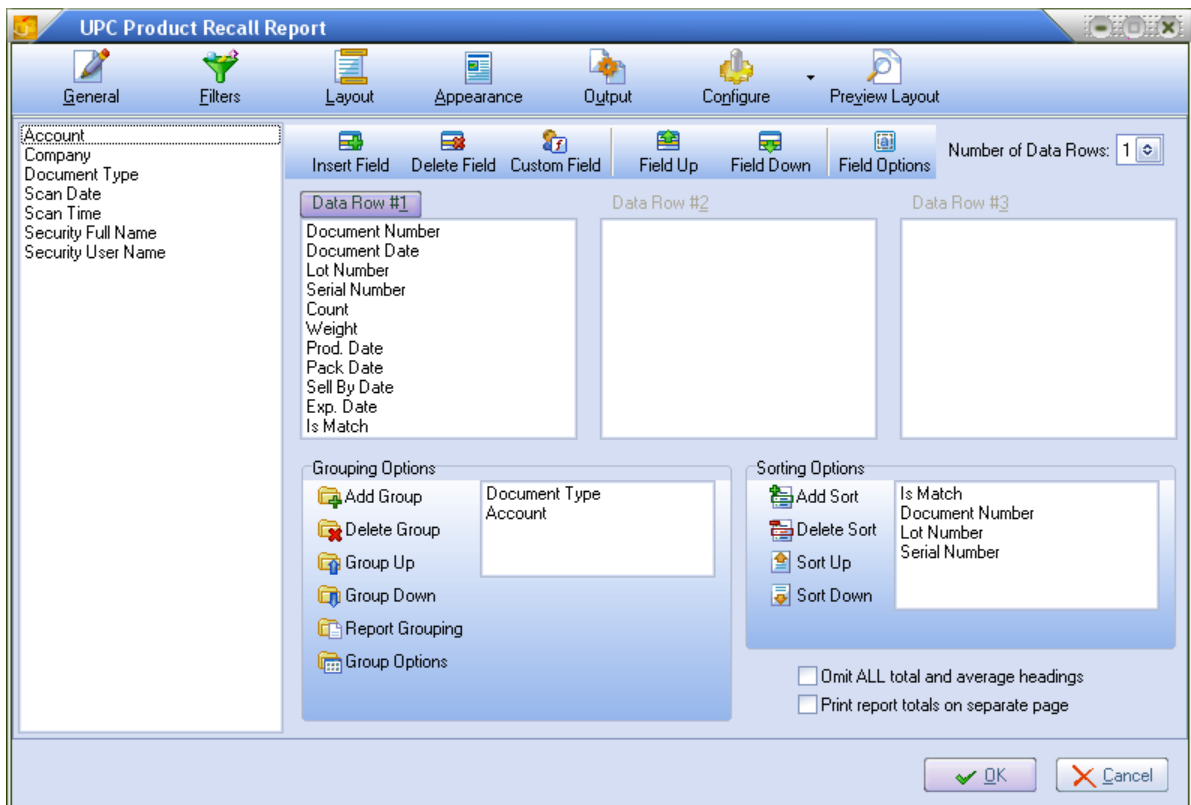 UPC Product Recall Report
General Filters Layout Appearance Output Configure Preview Layout
Account
Company
Document Type
Scan Date
Scan Time
Security Full Name
Security User Name
Insert Field Delete Field Custom Field Field Up Field Down Field Options Number of Data Rows: 1
Data Row #1 Data Row #2 Data Row #3
Document Number
Document Date
Lot Number
Serial Number
Count
Weight
Prod. Date
Pack Date
Sell By Date
Exp. Date
Is Match
Grouping Options
Add Group
Delete Group
Group Up
Group Down
Report Grouping
Group Options
Document Type
Account
Sorting Options
Add Sort
Delete Sort
Sort Up
Sort Down
Is Match
Document Number
Lot Number
Serial Number
Omit ALL total and average headings
Print report totals on separate page
OK Cancel